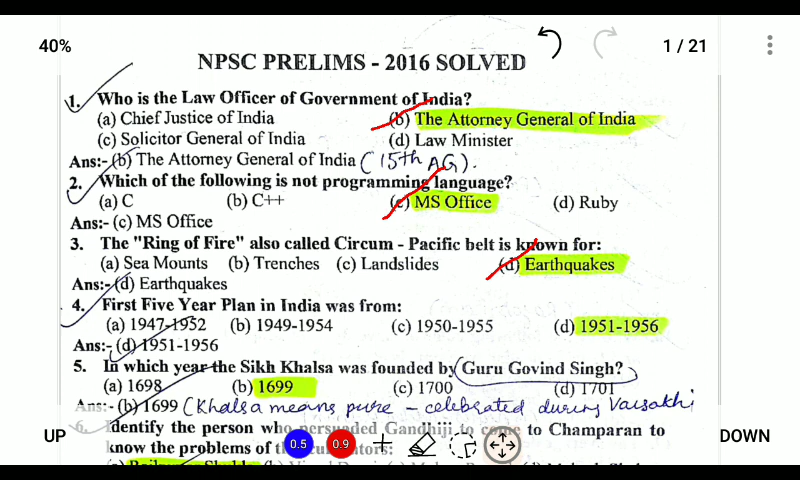 40%
1 / 21
NPSC PRELIMS - 2016 SOLVED
1. Who is the Law Officer of Government of India?
(a) Chief Justice of India (b) The Attorney General of India
(c) Solicitor General of India (d) Law Minister
Ans:- (b) The Attorney General of India (15th AG).
2. Which of the following is not programming language?
(a) C (b) C++ (c) MS Office (d) Ruby
Ans:- (c) MS Office
3. The "Ring of Fire" also called Circum - Pacific belt is known for:
(a) Sea Mounts (b) Trenches (c) Landslides (d) Earthquakes
Ans:- (d) Earthquakes
4. First Five Year Plan in India was from:
(a) 1947-1952 (b) 1949-1954 (c) 1950-1955 (d) 1951-1956
Ans:- (d) 1951-1956
5. In which year the Sikh Khalsa was founded by Guru Govind Singh?
(a) 1698 (b) 1699 (c) 1700 (d) 1701
Ans:- (b) 1699 (Khalsa means pure - celebrated during Vaisakhi
6. Identify the person who persuaded Gandhiji to come to Champaran to
UP DOWN
know the problems of
0.5 0.9